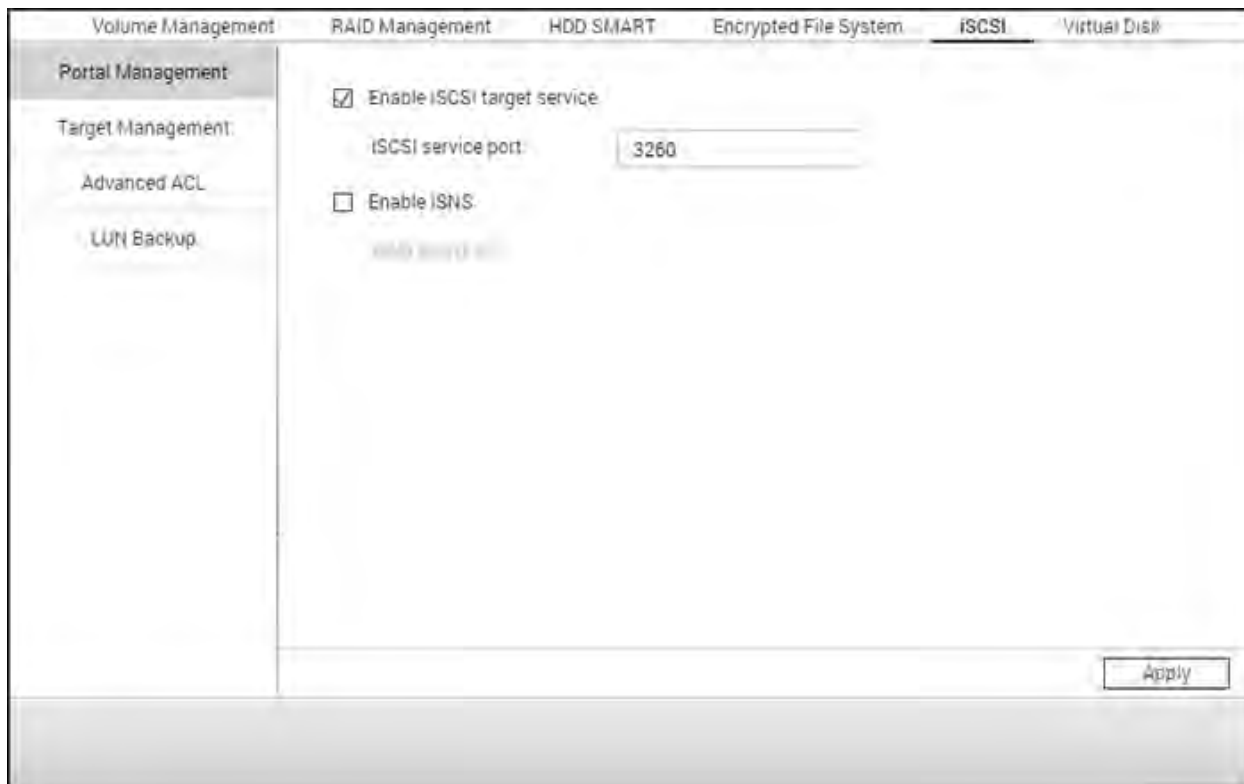 Volume Management RAID Management HDD SMART Encrypted File System iSCSI Virtual Disk
Portal Management
Enable iSCSI target service
Target Management
iSCSI service port 3260
Advanced ACL
Enable iSNS
LUN Backup
Apply